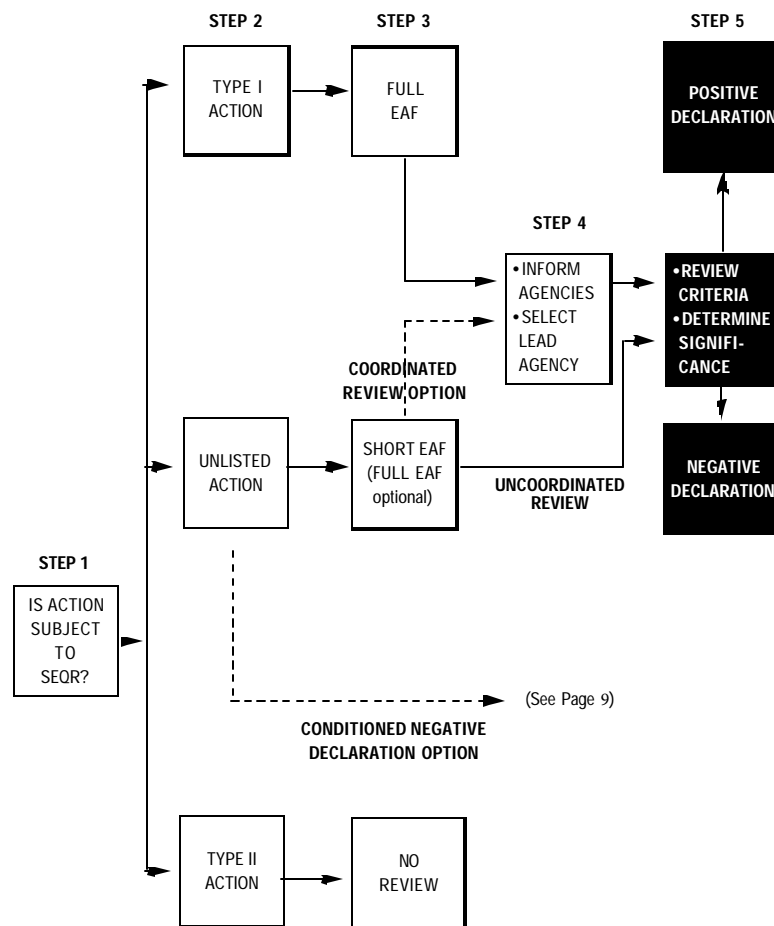 STEP 2
STEP 3
STEP 5
TYPE I
ACTION
FULL
EAF
POSITIVE
DECLARATION
STEP 4
•INFORM
AGENCIES
•SELECT
LEAD
AGENCY
•REVIEW
CRITERIA
•DETERMINE
SIGNIFI-
CANCE
COORDINATED
REVIEW OPTION
UNLISTED
ACTION
SHORT EAF
(FULL EAF
optional)
UNCOORDINATED
REVIEW
NEGATIVE
DECLARATION
STEP 1
IS ACTION
SUBJECT
TO
SEQR?
(See Page 9)
CONDITIONED NEGATIVE
DECLARATION OPTION
TYPE II
ACTION
NO
REVIEW